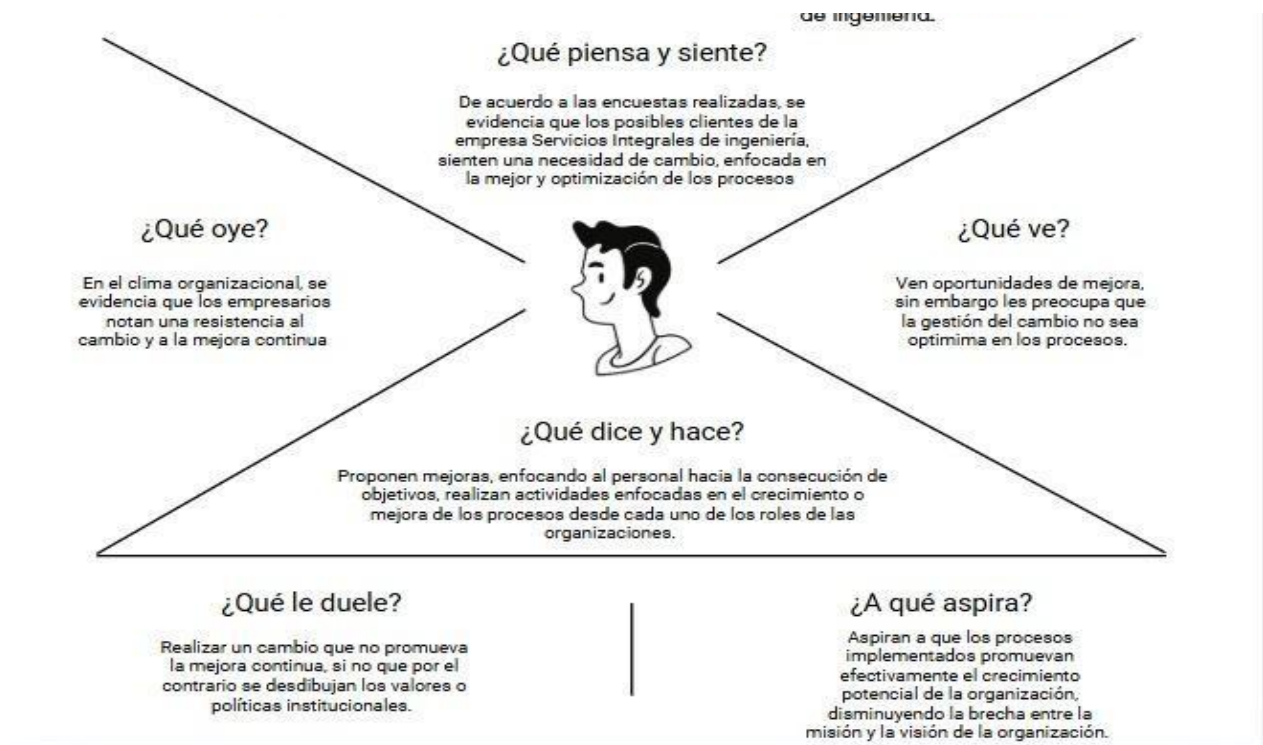 de ingeniería.
¿Qué piensa y siente?
De acuerdo a las encuestas realizadas, se
evidencia que los posibles clientes de la
empresa Servicios Integrales de ingeniería,
sienten una necesidad de cambio, enfocada en
la mejor y optimización de los procesos
¿Qué oye?
En el clima organizacional, se
evidencia que los empresarios
notan una resistencia al
cambio y a la mejora continua
¿Qué ve?
Ven oportunidades de mejora,
sin embargo les preocupa que
la gestión del cambio no sea
optimima en los procesos.
¿Qué dice y hace?
Proponen mejoras, enfocando al personal hacia la consecución de
objetivos, realizan actividades enfocadas en el crecimiento o
mejora de los procesos desde cada uno de los roles de las
organizaciones.
¿Qué le duele?
Realizar un cambio que no promueva
la mejora continua, si no que por el
contrario se desdibujan los valores o
políticas institucionales.
¿A qué aspira?
Aspiran a que los procesos
implementados promuevan
efectivamente el crecimiento
potencial de la organización,
disminuyendo la brecha entre la
misión y la visión de la organización.